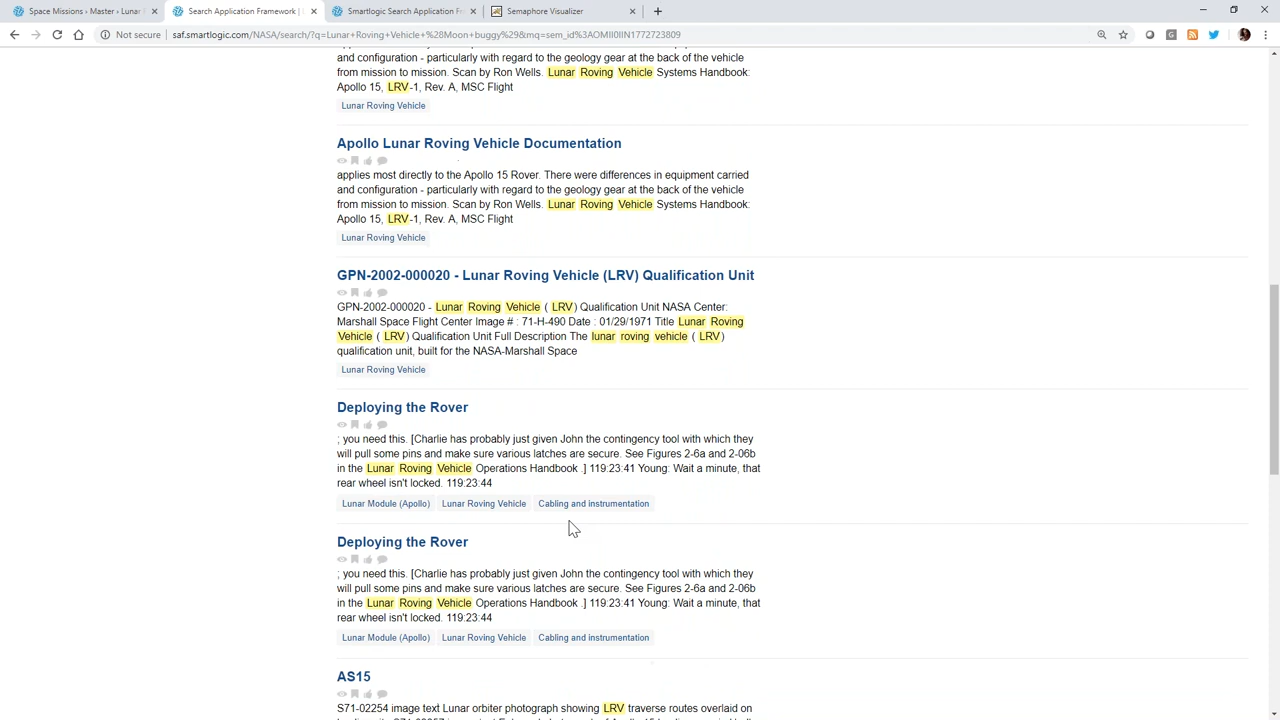 Space Missions › Master › Lunar
Search Application Framework |
Smartlogic Search Application Fr
Semaphore Visualizer
Not secure
saf.smartlogic.com/NASA/search/?q=Lunar+Roving+Vehicle+%28Moon+buggy%29&mq=sem_id%3AOMII0IIN1772723809
and configuration - particularly with regard to the geology gear at the back of the vehicle
from mission to mission. Scan by Ron Wells. Lunar Roving Vehicle Systems Handbook:
Apollo 15, LRV-1, Rev. A, MSC Flight
Lunar Roving Vehicle
Apollo Lunar Roving Vehicle Documentation
applies most directly to the Apollo 15 Rover. There were differences in equipment carried
and configuration - particularly with regard to the geology gear at the back of the vehicle
from mission to mission. Scan by Ron Wells. Lunar Roving Vehicle Systems Handbook:
Apollo 15, LRV-1, Rev. A, MSC Flight
Lunar Roving Vehicle
GPN-2002-000020 - Lunar Roving Vehicle (LRV) Qualification Unit
GPN-2002-000020 - Lunar Roving Vehicle ( LRV) Qualification Unit NASA Center:
Marshall Space Flight Center Image # : 71-H-490 Date : 01/29/1971 Title Lunar Roving
Vehicle ( LRV) Qualification Unit Full Description The lunar roving vehicle ( LRV)
qualification unit, built for the NASA-Marshall Space
Lunar Roving Vehicle
Deploying the Rover
; you need this. [Charlie has probably just given John the contingency tool with which they
will pull some pins and make sure various latches are secure. See Figures 2-6a and 2-06b
in the Lunar Roving Vehicle Operations Handbook .] 119:23:41 Young: Wait a minute, that
rear wheel isn't locked. 119:23:44
Lunar Module (Apollo) Lunar Roving Vehicle Cabling and instrumentation
Deploying the Rover
; you need this. [Charlie has probably just given John the contingency tool with which they
will pull some pins and make sure various latches are secure. See Figures 2-6a and 2-06b
in the Lunar Roving Vehicle Operations Handbook .] 119:23:41 Young: Wait a minute, that
rear wheel isn't locked. 119:23:44
Lunar Module (Apollo) Lunar Roving Vehicle Cabling and instrumentation
AS15
S71-02254 image text Lunar orbiter photograph showing LRV traverse routes overlaid on